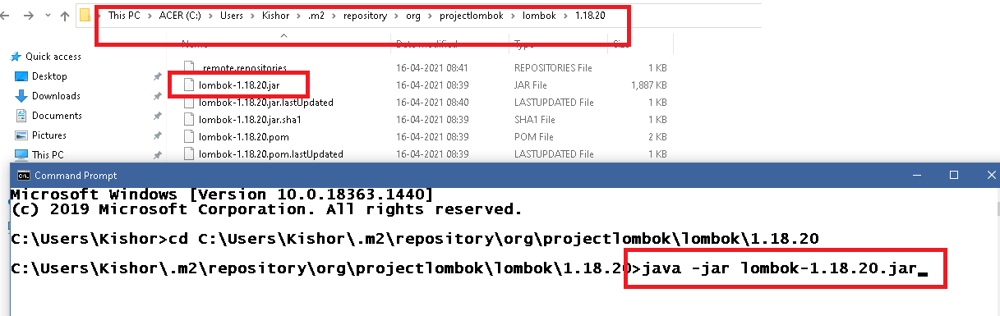 This PC > ACER (C:) > Users > Kishor > .m2 > repository > org > projectlombok > lombok > 1.18.20
Name Date modified Type Size
Quick access
_remote.repositories 16-04-2021 08:41 REPOSITORIES File 1 KB
Desktop
lombok-1.18.20.jar 16-04-2021 08:39 JAR File 1,887 KB
Downloads
lombok-1.18.20.jar.lastUpdated 16-04-2021 08:40 LASTUPDATED File 1 KB
Documents
lombok-1.18.20.jar.sha1 16-04-2021 08:39 SHA1 File 1 KB
Pictures
lombok-1.18.20.pom 16-04-2021 08:39 POM File 2 KB
This PC
lombok-1.18.20.pom.lastUpdated 16-04-2021 08:39 LASTUPDATED File 1 KB
Command Prompt
Microsoft Windows [Version 10.0.18363.1440]
(c) 2019 Microsoft Corporation. All rights reserved.
C:\Users\Kishor>cd C:\Users\Kishor\.m2\repository\org\projectlombok\lombok\1.18.20
C:\Users\Kishor\.m2\repository\org\projectlombok\lombok\1.18.20>java -jar lombok-1.18.20.jar